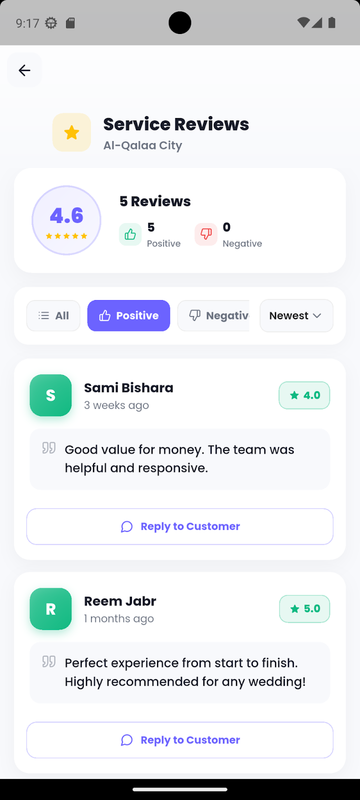 9:17
Service Reviews
Al-Qalaa City
4.6
5 Reviews
5
Positive
0
Negative
All
Positive
Negativ
Newest
S
Sami Bishara
3 weeks ago
4.0
Good value for money. The team was
helpful and responsive.
Reply to Customer
R
Reem Jabr
1 months ago
5.0
Perfect experience from start to finish.
Highly recommended for any wedding!
Reply to Customer